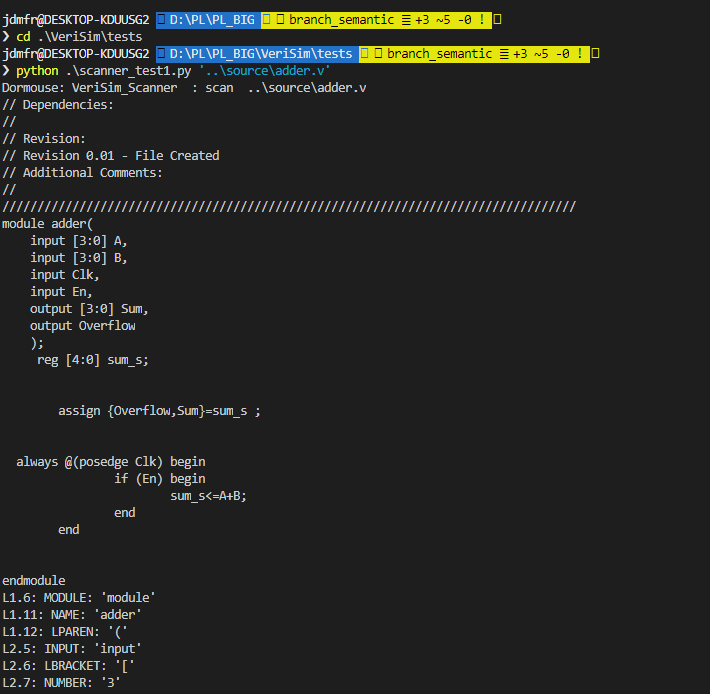 jdmfr@DESKTOP-KDUUSG2 D:\PL\PL_BIG branch_semantic ≣ +3 ~5 -0 !
❯ cd .\VeriSim\tests
jdmfr@DESKTOP-KDUUSG2 D:\PL\PL_BIG\VeriSim\tests branch_semantic ≣ +3 ~5 -0 !
❯ python .\scanner_test1.py '..\source\adder.v'
Dormouse: VeriSim_Scanner  : scan  ..\source\adder.v
// Dependencies:
//
// Revision:
// Revision 0.01 - File Created
// Additional Comments:
//
//////////////////////////////////////////////////////////////////////////////////
module adder(
    input [3:0] A,
    input [3:0] B,
    input Clk,
    input En,
    output [3:0] Sum,
    output Overflow
    );
     reg [4:0] sum_s;
        assign {Overflow,Sum}=sum_s ;
  always @(posedge Clk) begin
                if (En) begin
                        sum_s<=A+B;
                end
        end
endmodule
L1.6: MODULE: 'module'
L1.11: NAME: 'adder'
L1.12: LPAREN: '('
L2.5: INPUT: 'input'
L2.6: LBRACKET: '['
L2.7: NUMBER: '3'